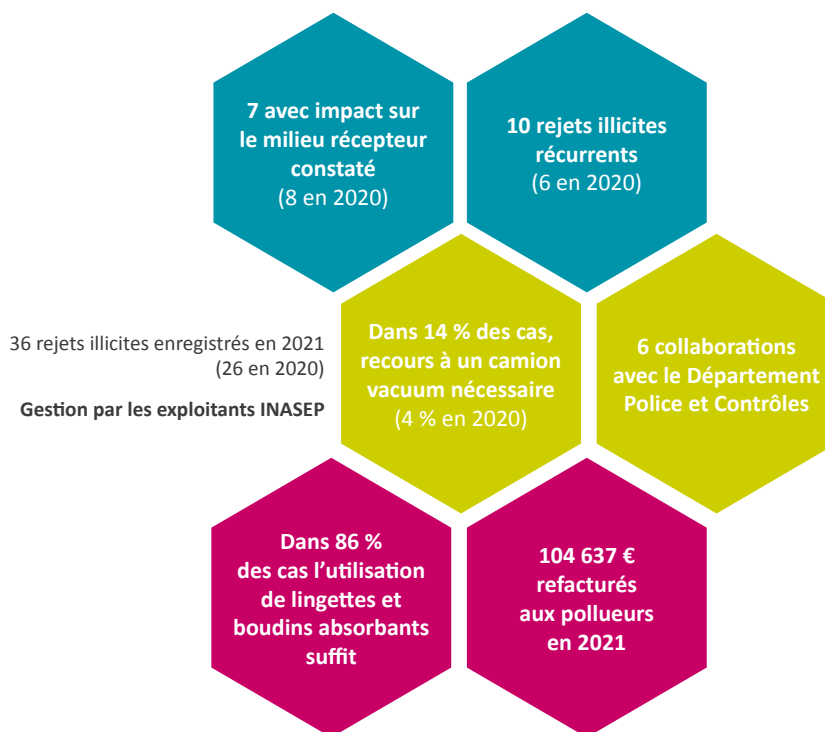 7 avec impact sur
le milieu récepteur
constaté
(8 en 2020)
10 rejets illicites
récurrents
(6 en 2020)
36 rejets illicites enregistrés en 2021
(26 en 2020)
Gestion par les exploitants INASEP
Dans 14 % des cas,
recours à un camion
vacuum nécessaire
(4 % en 2020)
6 collaborations
avec le Département
Police et Contrôles
Dans 86 %
des cas l’utilisation
de lingettes et
boudins absorbants
suffit
104 637 €
refacturés
aux pollueurs
en 2021